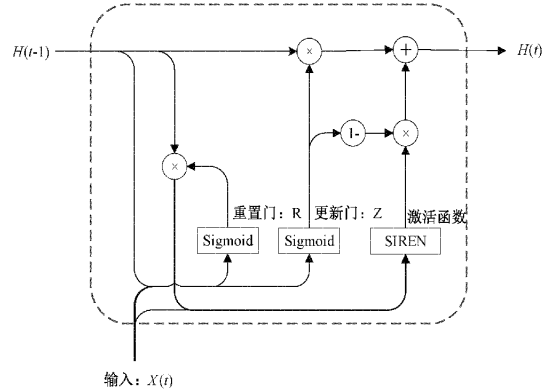 H(t-1)
×
+
H(t)
1-
×
×
重置门：R
更新门：Z
激活函数
Sigmoid
Sigmoid
SIREN
输入：X(t)